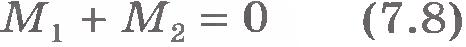 M₁ + M₂ = 0 (7.8)